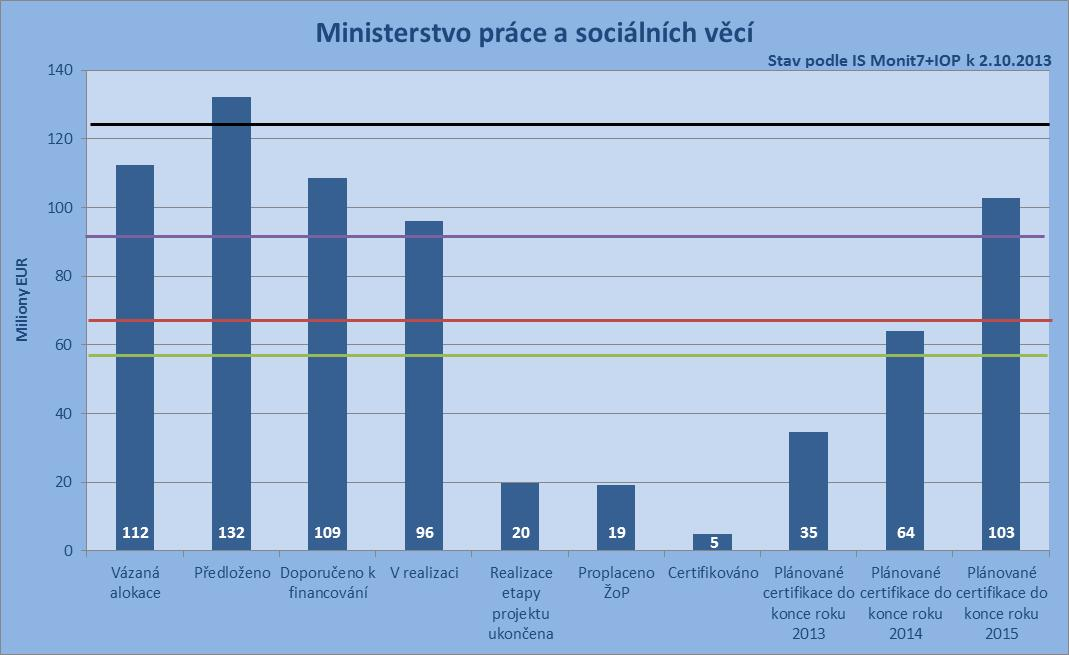 Ministerstvo práce a sociálních věcí
Stav podle IS Monit7+IOP k 2.10.2013
Miliony EUR
140
120
100
80
60
40
20
0
112
132
109
96
20
19
5
35
64
103
Vázaná
alokace
Předloženo
Doporučeno k
financování
V realizaci
Realizace
etapy
projektu
ukončena
Proplaceno
ŽoP
Certifikováno
Plánované
certifikace do
konce roku
2013
Plánované
certifikace do
konce roku
2014
Plánované
certifikace do
konce roku
2015